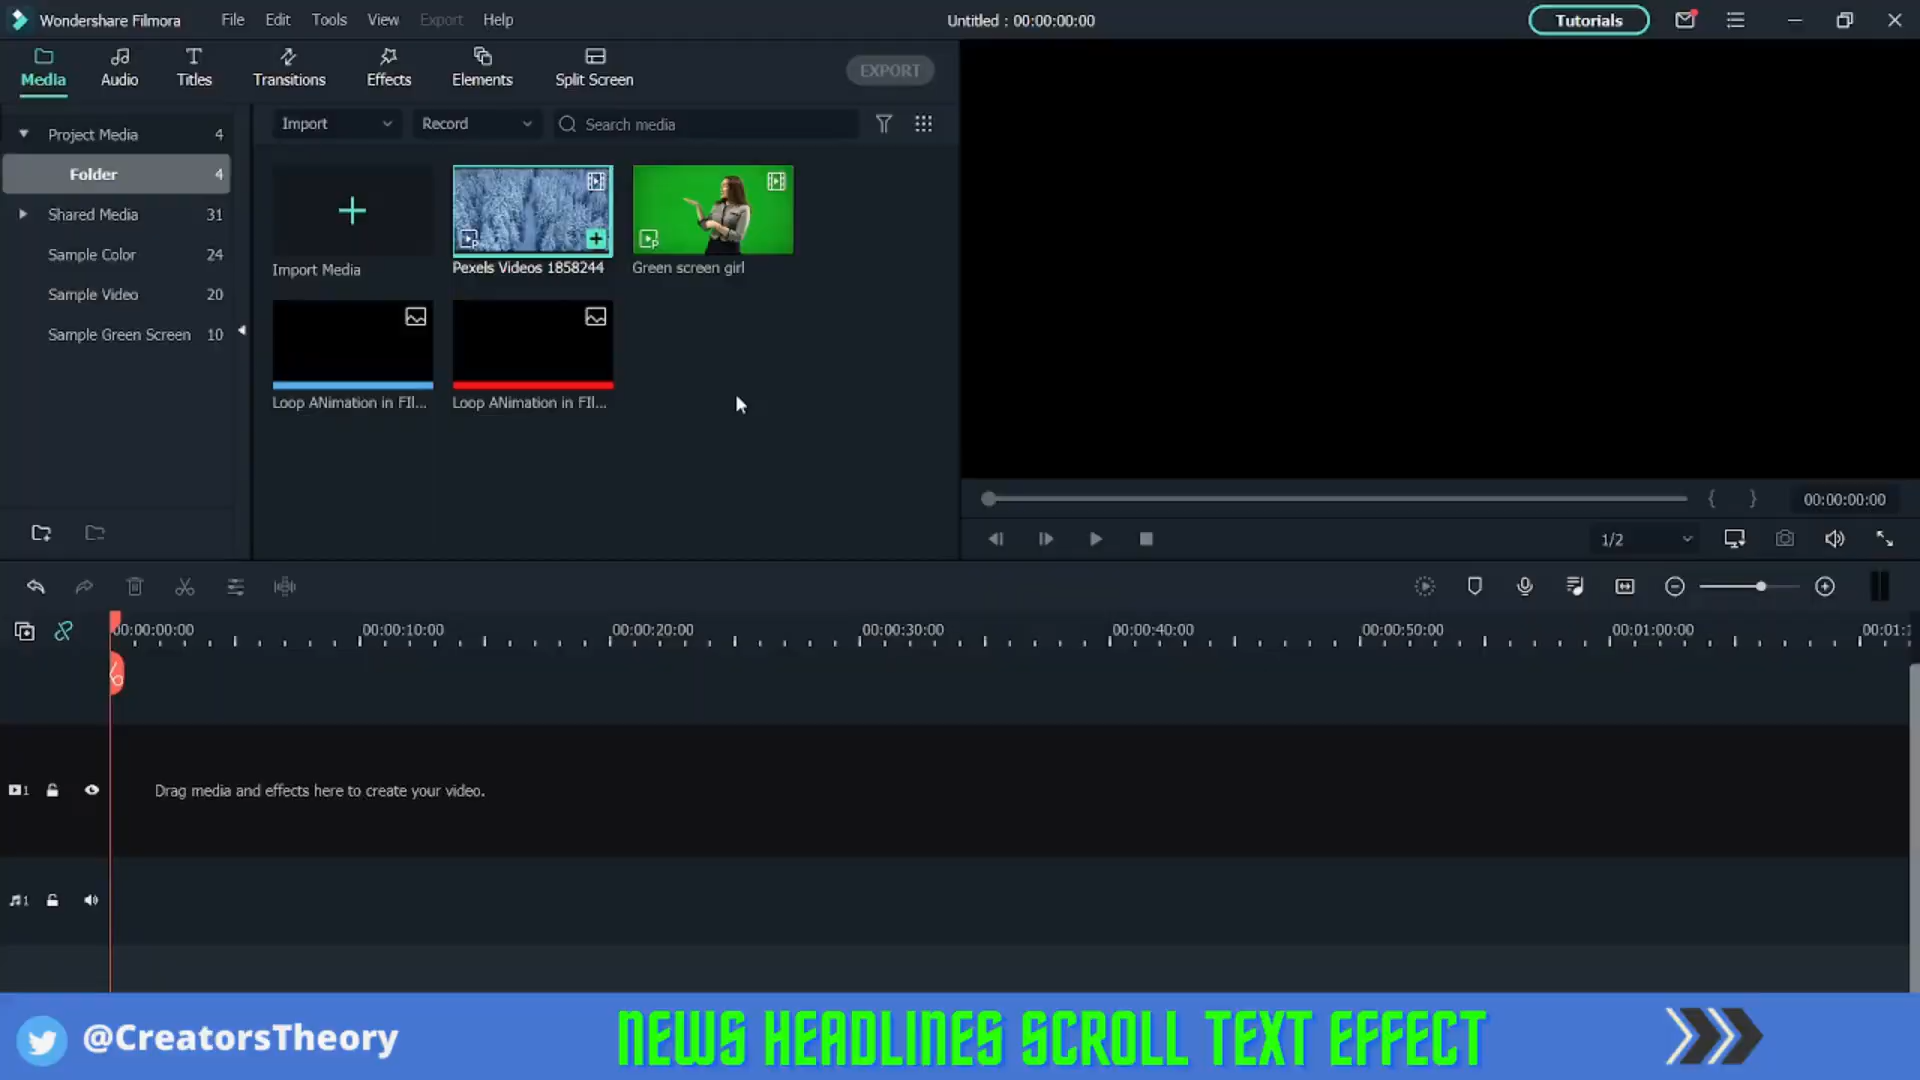 Wondershare Filmora File Edit Tools View Export Help Untitled : 00:00:00:00 Tutorials
Media Audio Titles Transitions Effects Elements Split Screen EXPORT
Project Media 4
Folder 4
Shared Media 31
Sample Color 24
Sample Video 20
Sample Green Screen 10
Import Record Search media
Import Media
Pexels Videos 1858244
Green screen girl
Loop ANimation in FIl...
Loop ANimation in FIl...
00:00:00:00
1/2
00:00:00:00 00:00:10:00 00:00:20:00 00:00:30:00 00:00:40:00 00:00:50:00 00:01:00:00 00:01:1
1 Drag media and effects here to create your video.
1
@CreatorsTheory NEWS HEADLINES SCROLL TEXT EFFECT